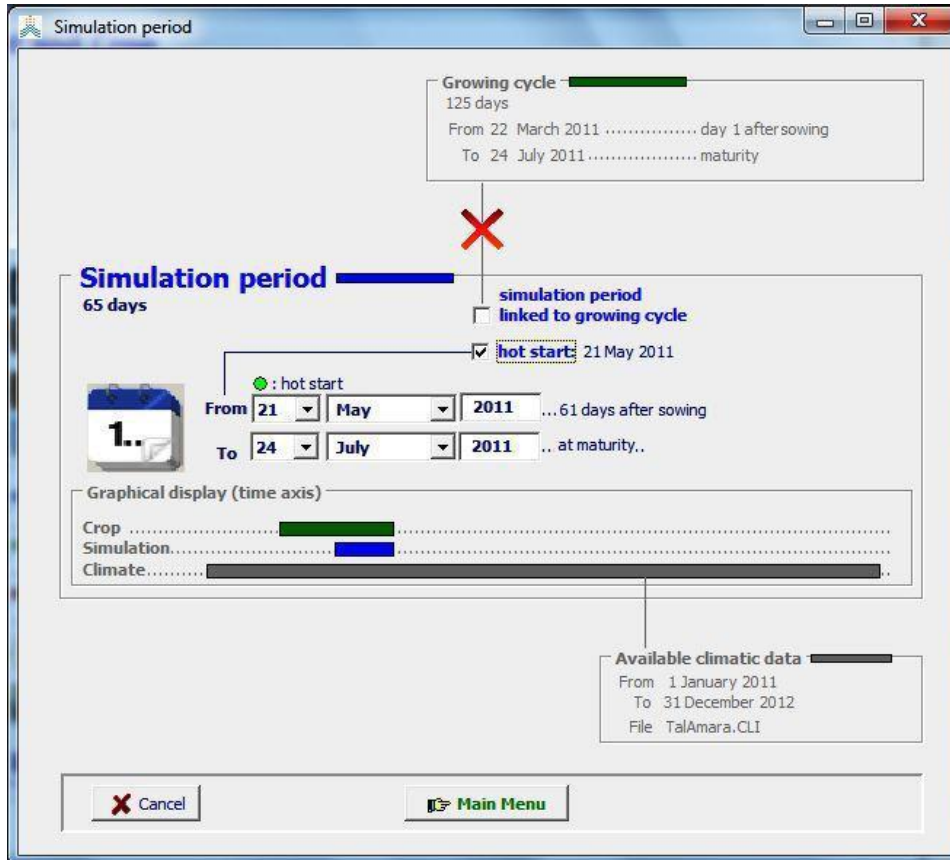 Simulation period
Growing cycle
125 days
From 22 March 2011 ................ day 1 after sowing
To 24 July 2011 ................... maturity
Simulation period
65 days
simulation period
linked to growing cycle
hot start: 21 May 2011
: hot start
From 21 May 2011 ...61 days after sowing
1..
To 24 July 2011 .. at maturity..
Graphical display (time axis)
Crop
Simulation
Climate
Available climatic data
From 1 January 2011
To 31 December 2012
File TalAmara.CLI
Cancel
Main Menu